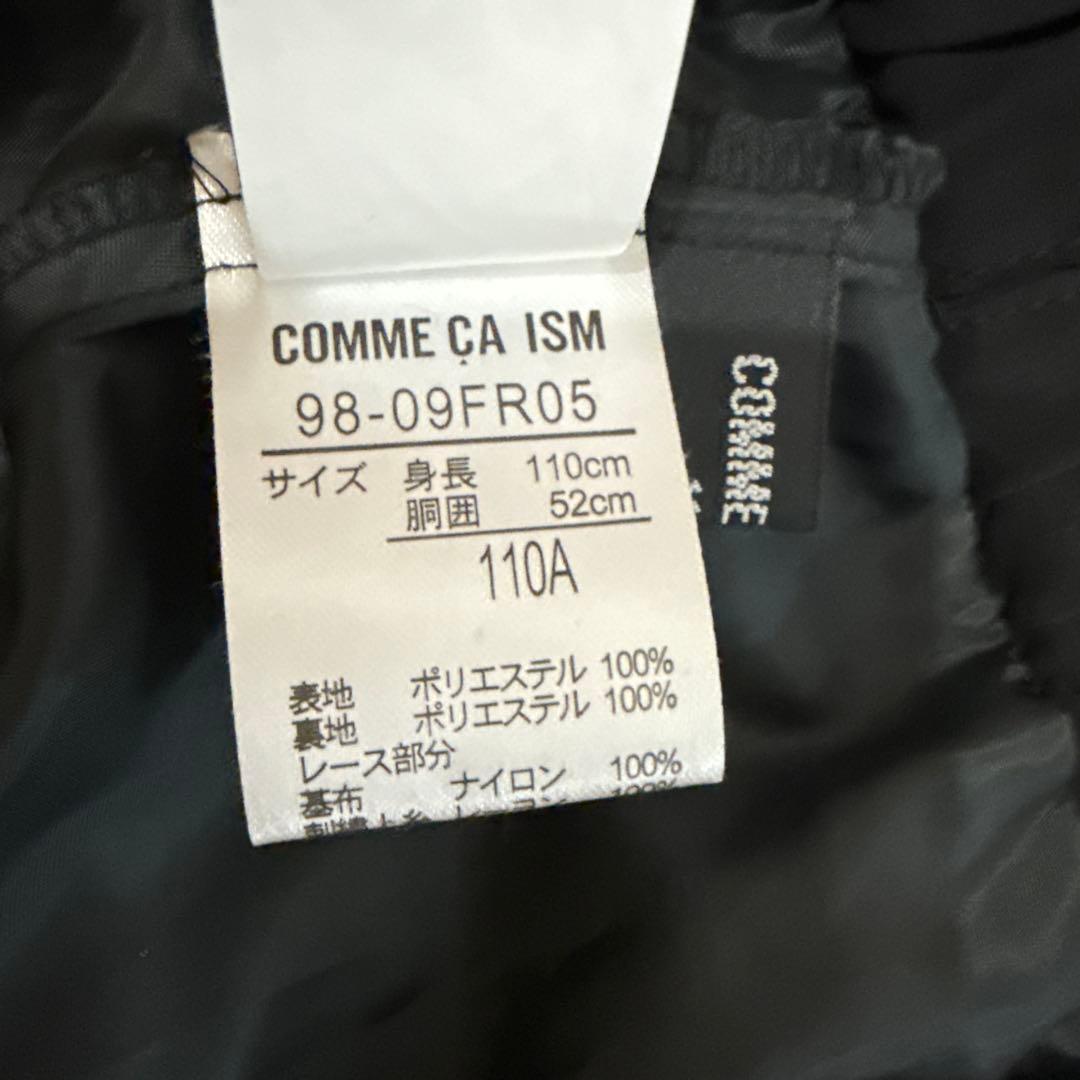 COMME ÇA ISM
98-09FR05
サイズ 身長 110cm
胴囲 52cm
110A
表地 ポリエステル 100%
裏地 ポリエステル 100%
レース部分
基布 ナイロン 100%
COMME